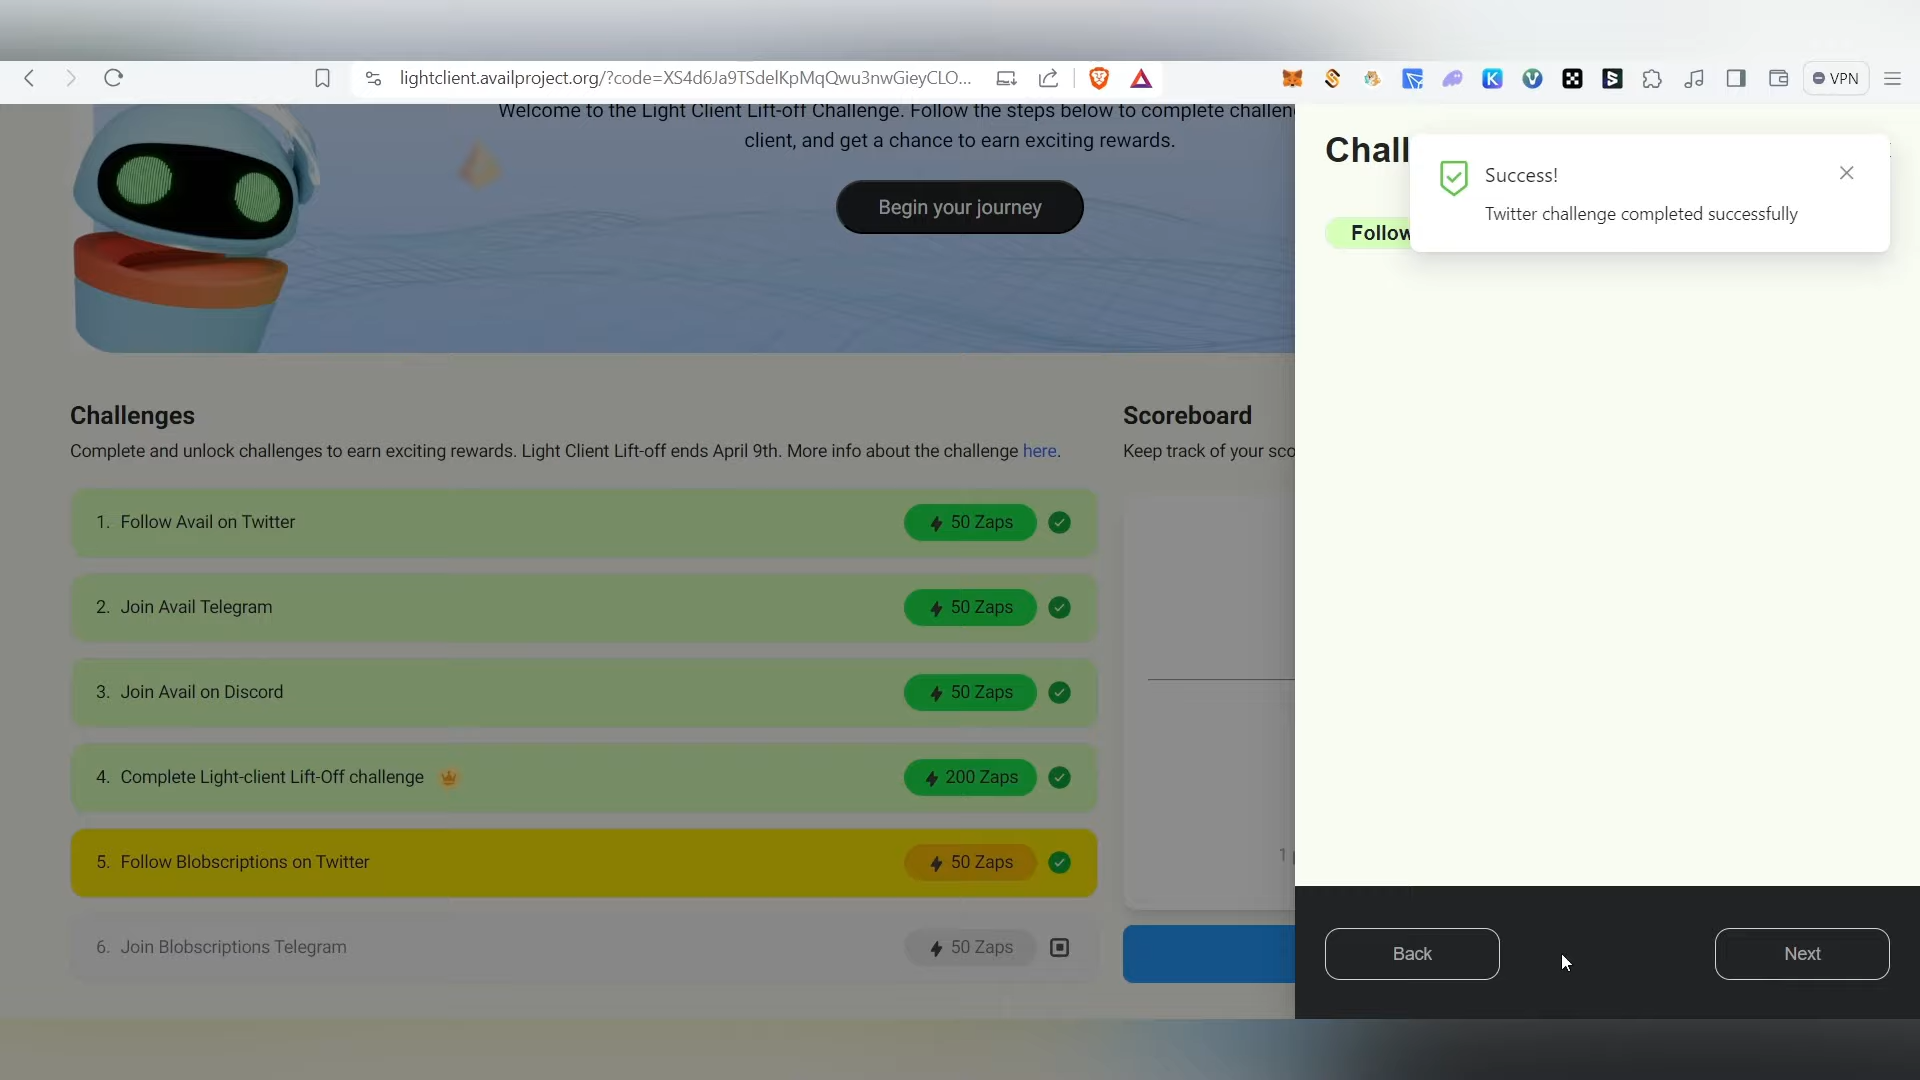 lightclient.availproject.org/?code=XS4d6Ja9TSdelKpMqQwu3nwGieyCLO...
VPN
Welcome to the Light Client Lift-off Challenge. Follow the steps below to complete challen
client, and get a chance to earn exciting rewards.
Begin your journey
Chall
Success!
Twitter challenge completed successfully
Follow
Challenges
Complete and unlock challenges to earn exciting rewards. Light Client Lift-off ends April 9th. More info about the challenge here.
1. Follow Avail on Twitter
50 Zaps
2. Join Avail Telegram
50 Zaps
3. Join Avail on Discord
50 Zaps
4. Complete Light-client Lift-Off challenge
200 Zaps
5. Follow Blobscriptions on Twitter
50 Zaps
6. Join Blobscriptions Telegram
50 Zaps
Scoreboard
Keep track of your sco
1
Back
Next